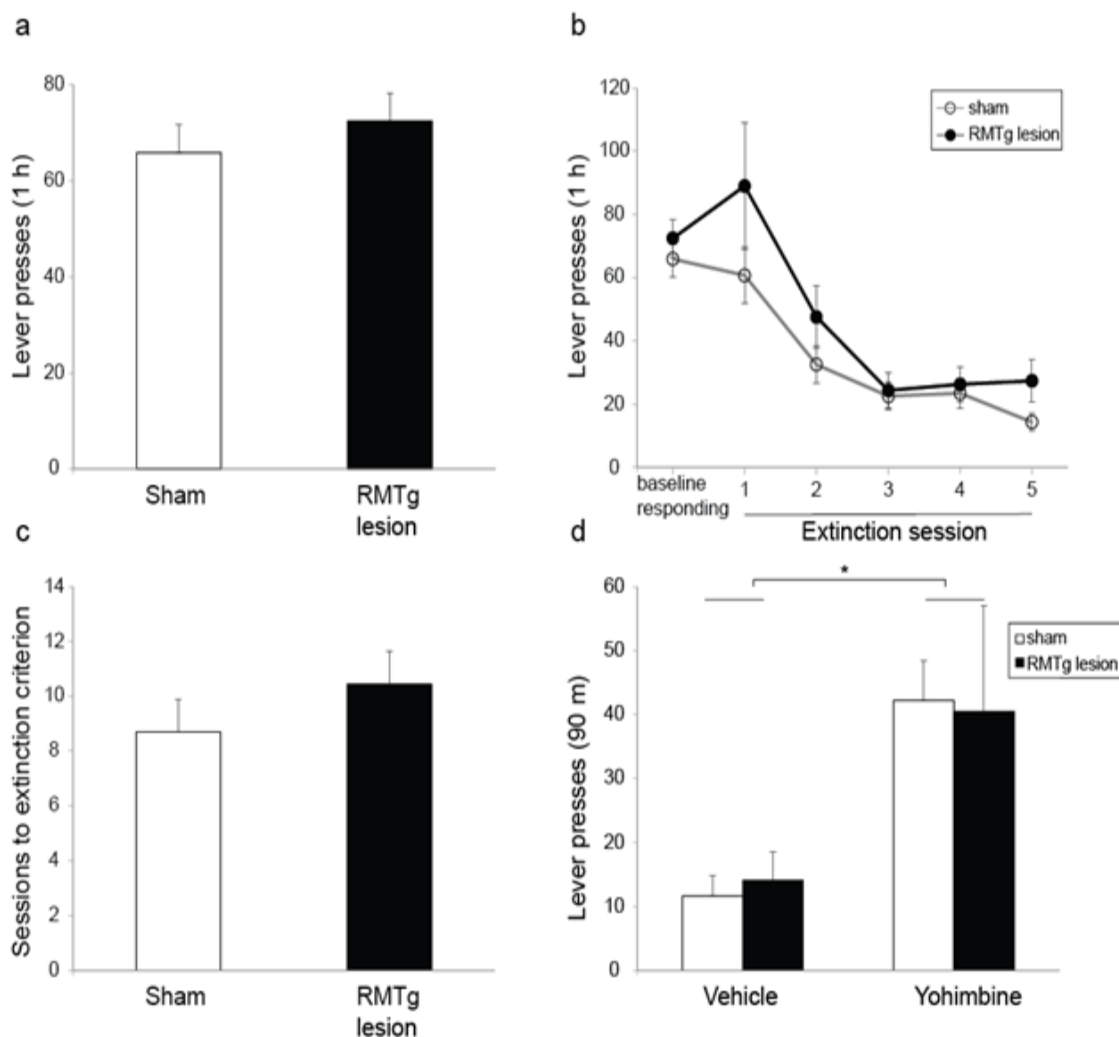 a
Lever presses (1 h)
80
60
40
20
0
Sham
RMTg
lesion
b
Lever presses (1 h)
120
100
80
60
40
20
0
sham
RMTg lesion
baseline
responding
1 2 3 4 5
Extinction session
c
Sessions to extinction criterion
14
12
10
8
6
4
2
0
Sham
RMTg
lesion
d
Lever presses (90 m)
60
50
40
30
20
10
0
*
sham
RMTg lesion
Vehicle
Yohimbine